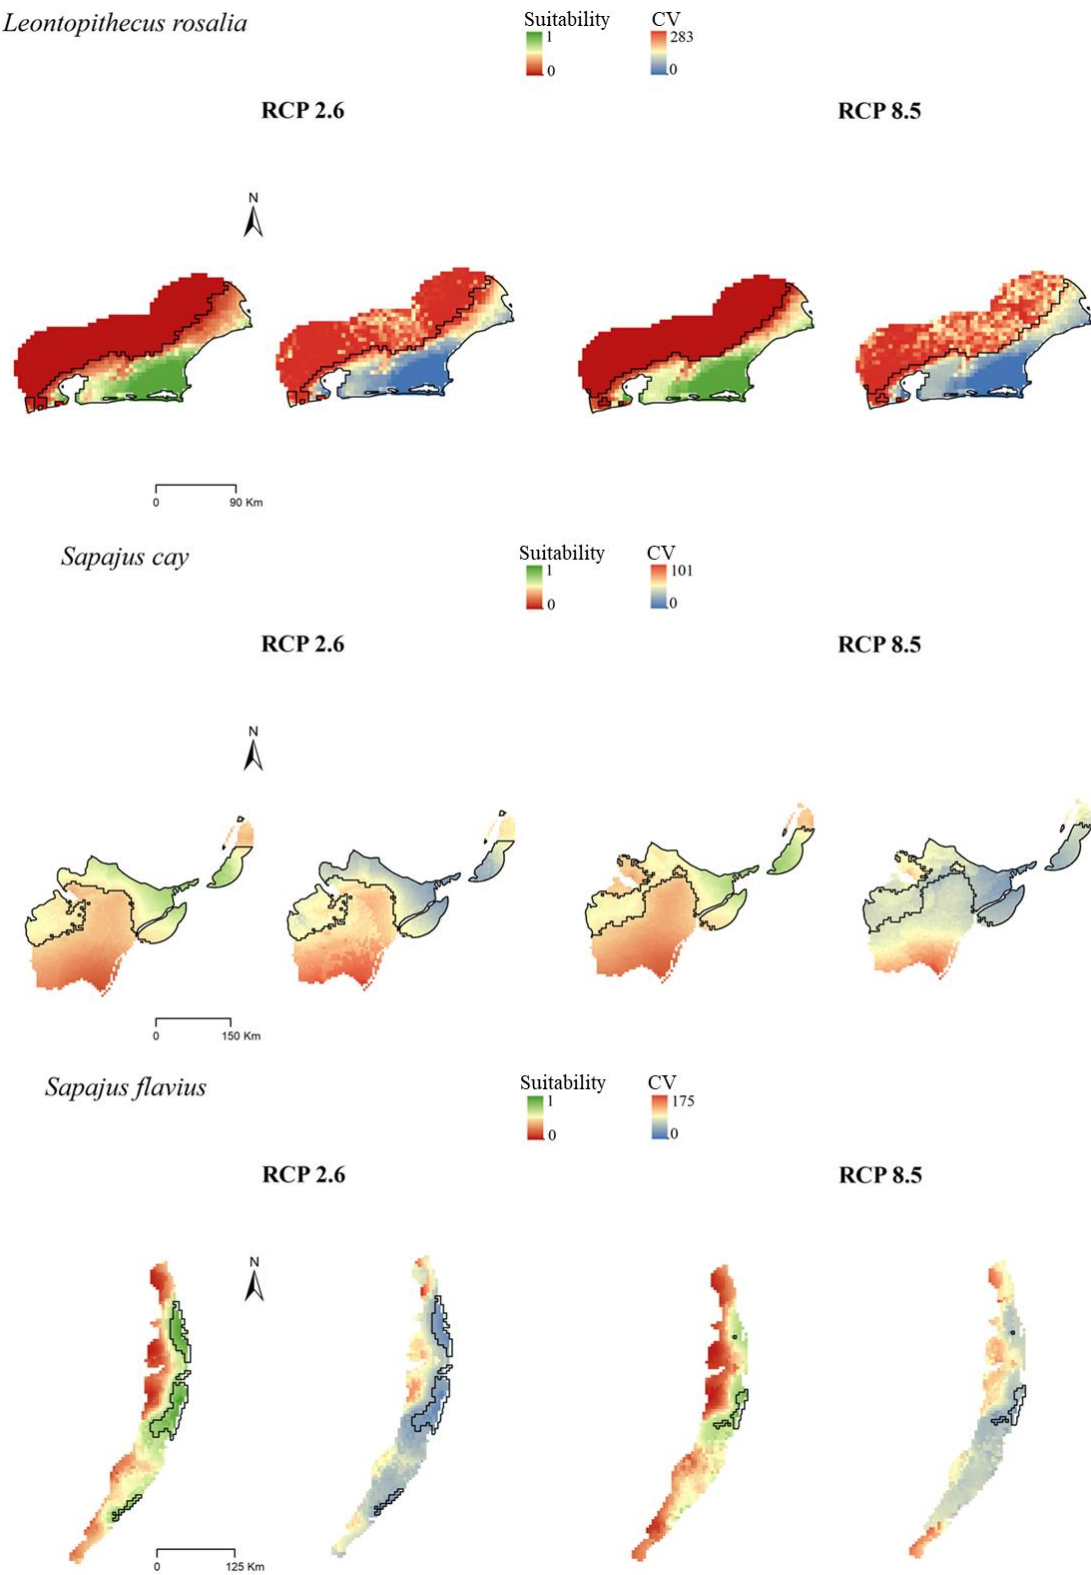 Leontopithecus rosalia
Suitability CV
1 283
0 0
RCP 2.6 RCP 8.5
N
0 90 Km
Sapajus cay
Suitability CV
1 101
0 0
RCP 2.6 RCP 8.5
N
0 150 Km
Sapajus flavius
Suitability CV
1 175
0 0
RCP 2.6 RCP 8.5
N
0 125 Km